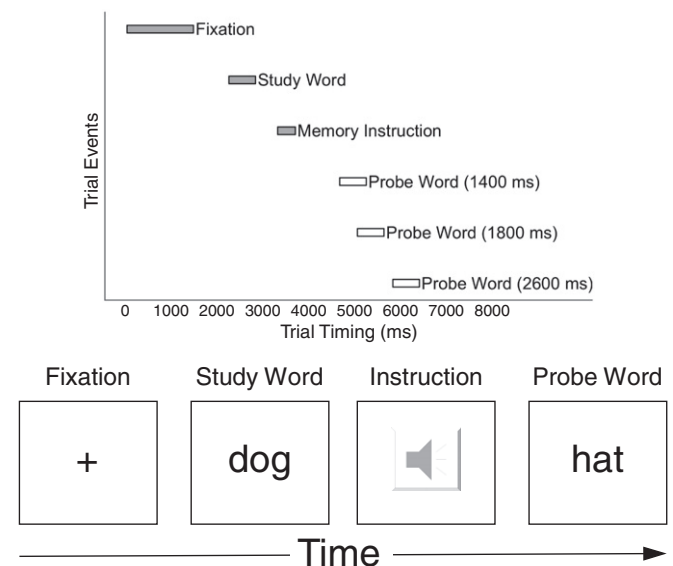 Fixation
Study Word
Memory Instruction
Probe Word (1400 ms)
Probe Word (1800 ms)
Probe Word (2600 ms)
Trial Events
0 1000 2000 3000 4000 5000 6000 7000 8000
Trial Timing (ms)
Fixation Study Word Instruction Probe Word
+ dog hat
Time